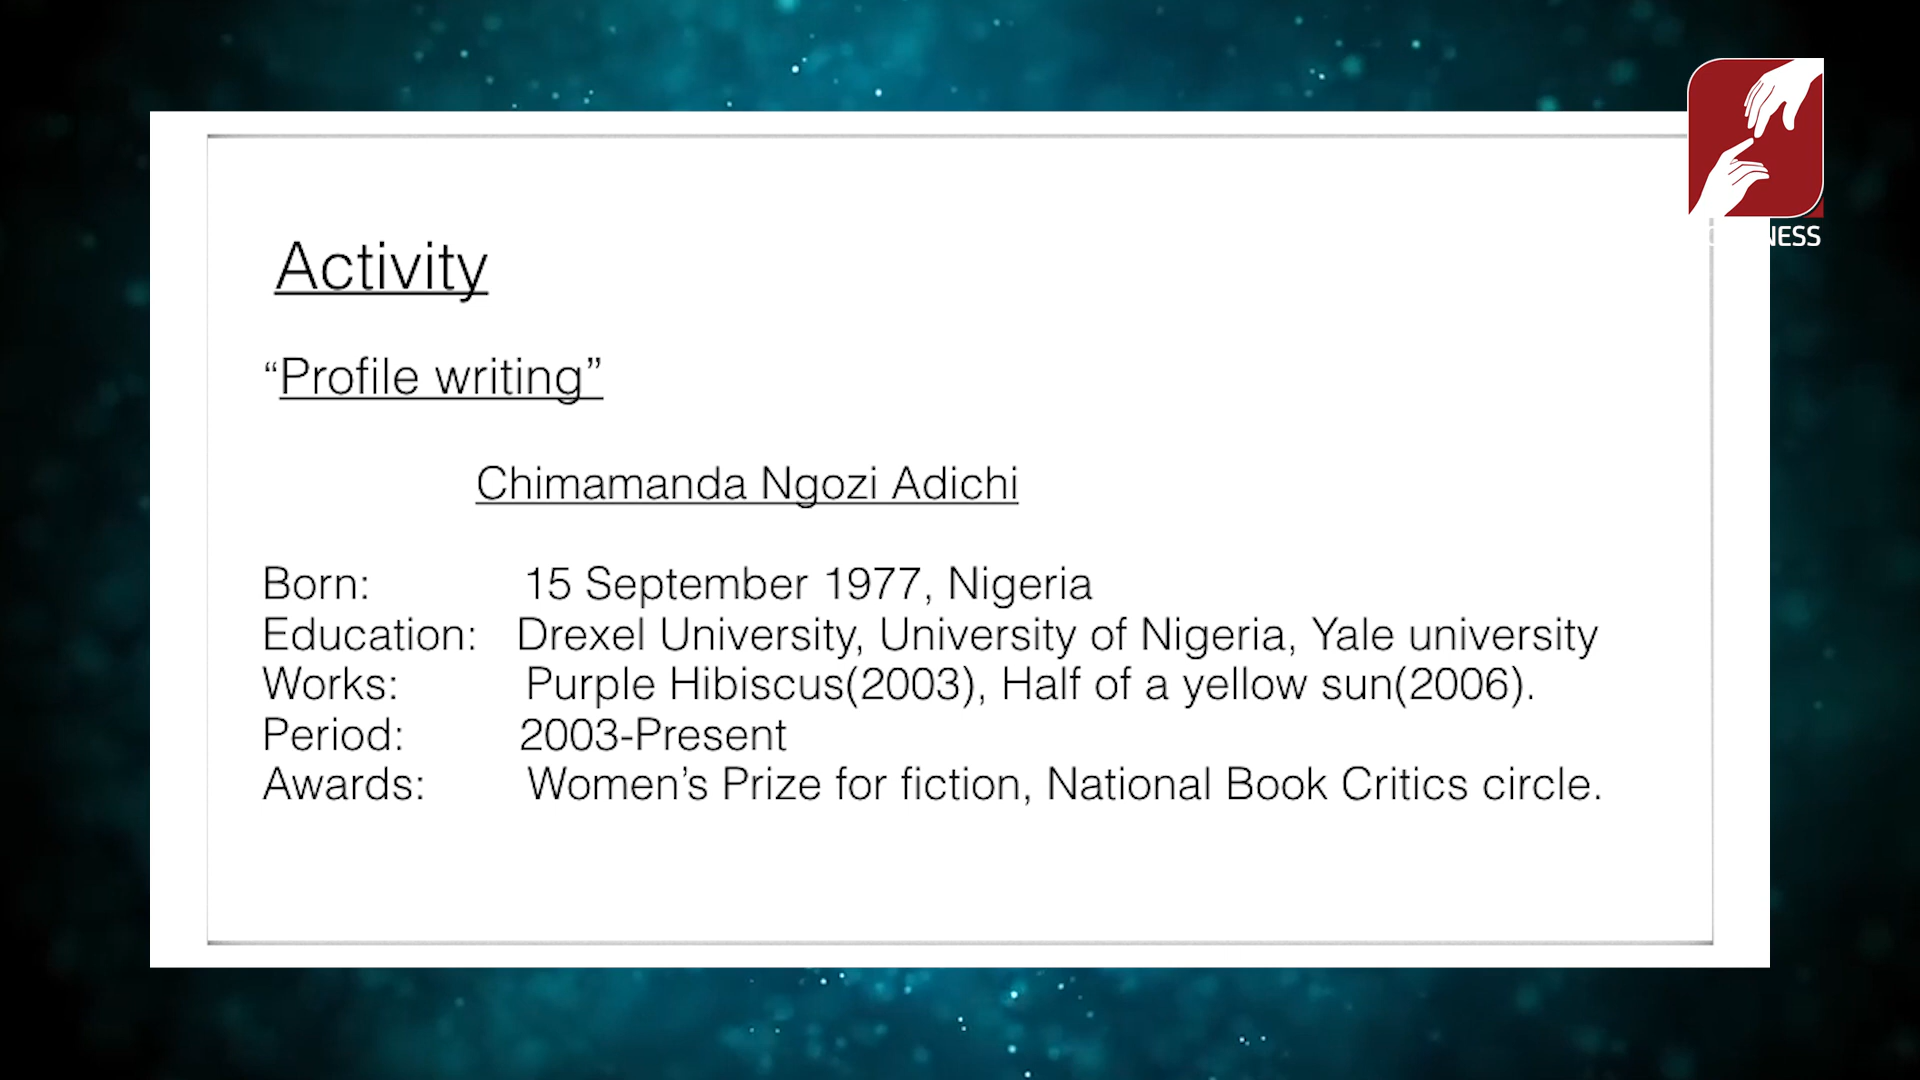 Activity
“Profile writing”
Chimamanda Ngozi Adichi
Born: 15 September 1977, Nigeria
Education: Drexel University, University of Nigeria, Yale university
Works: Purple Hibiscus(2003), Half of a yellow sun(2006).
Period: 2003-Present
Awards: Women’s Prize for fiction, National Book Critics circle.